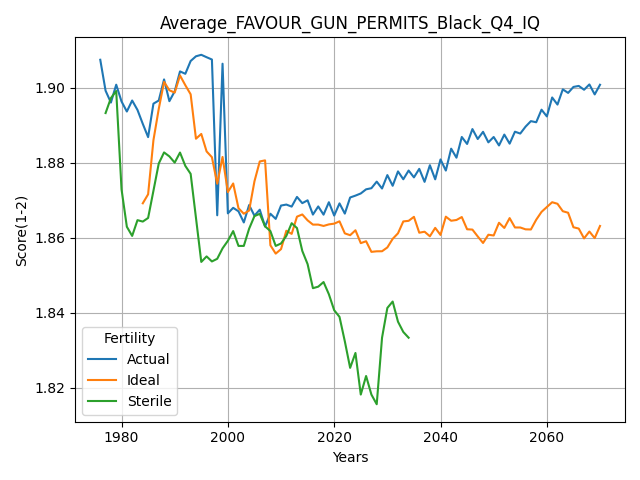 Average_FAVOUR_GUN_PERMITS_Black_Q4_IQ
Score(1-2)
1.90
1.88
1.86
1.84
1.82
Fertility
Actual
Ideal
Sterile
1980
2000
2020
2040
2060
Years